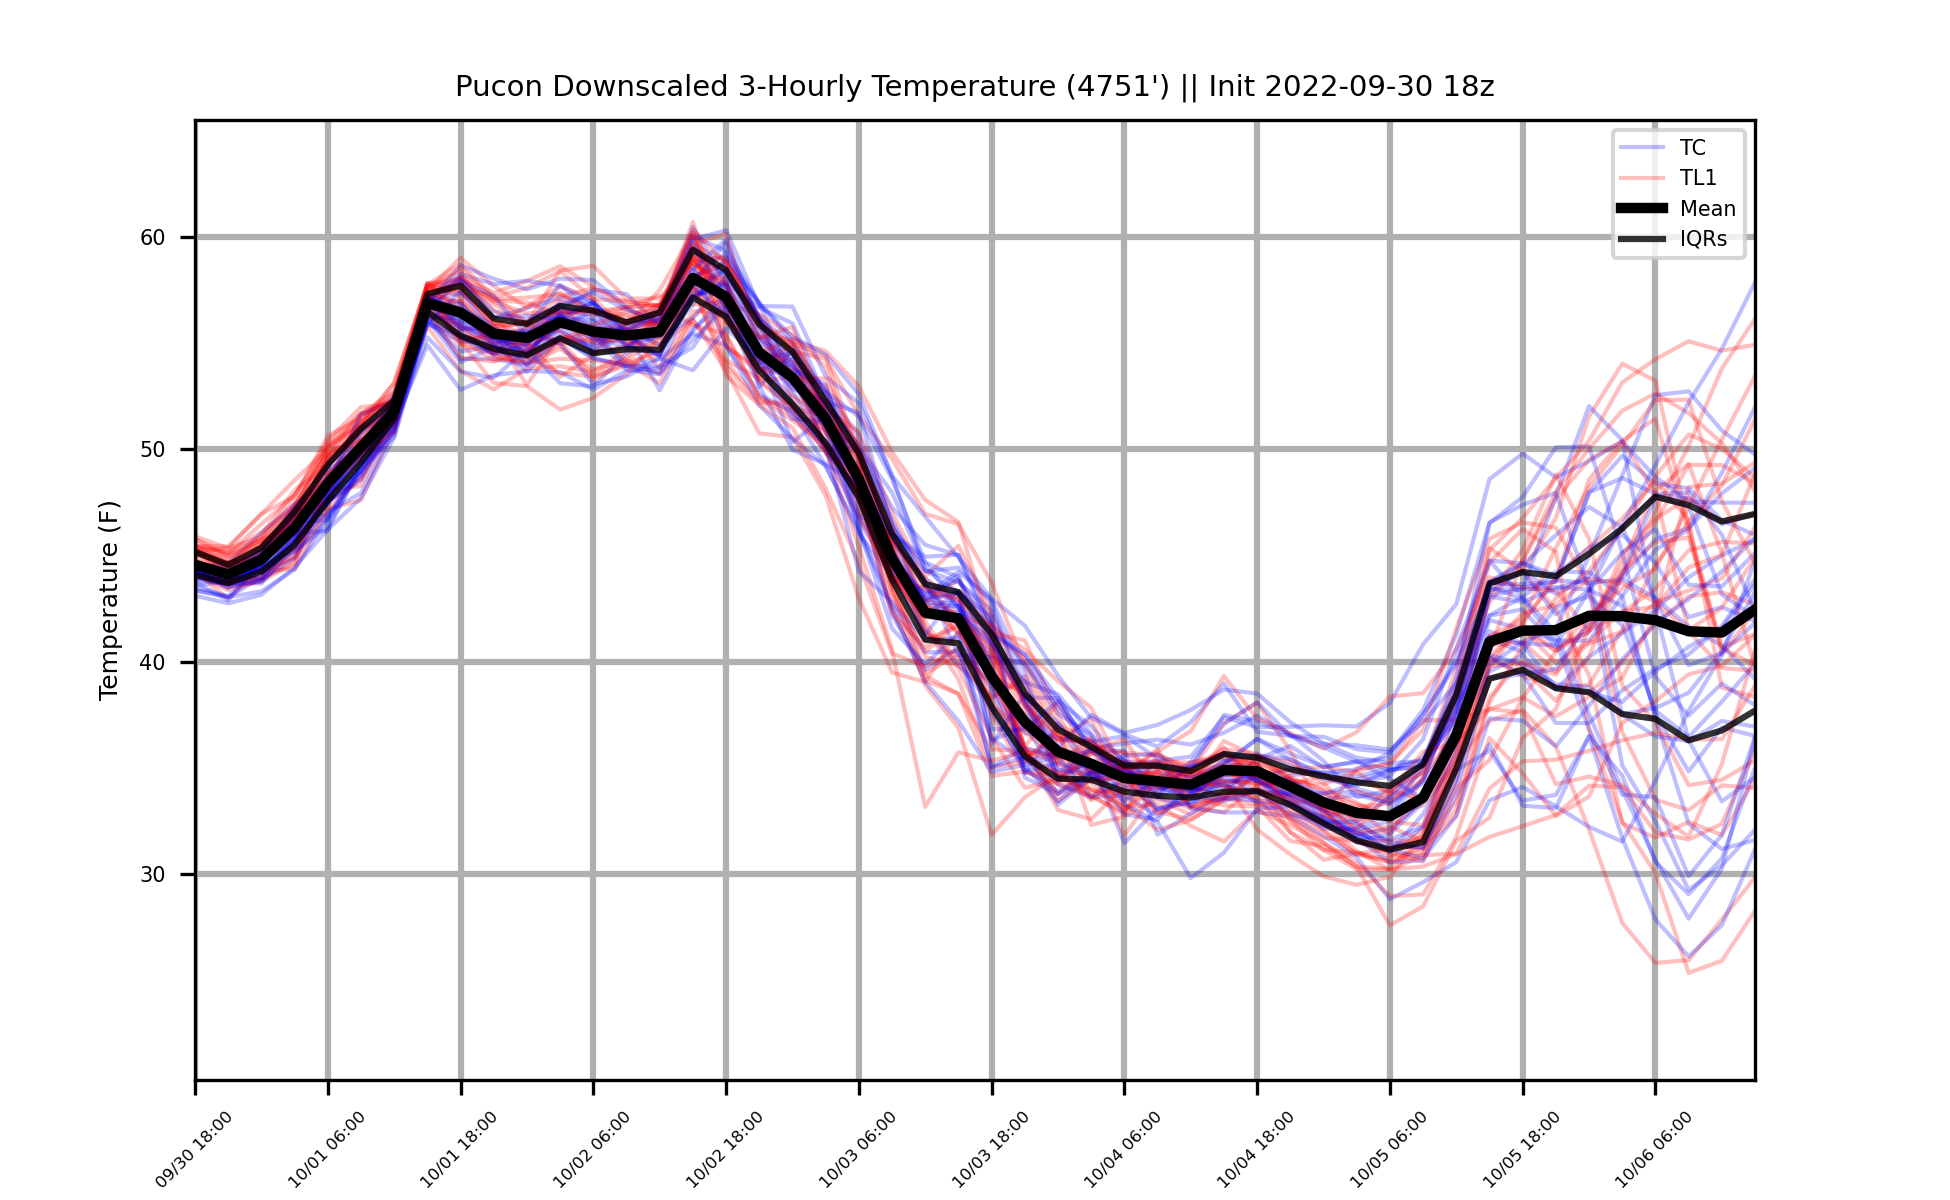 Pucon Downscaled 3-Hourly Temperature (4751') || Init 2022-09-30 18z
TC
TL1
Mean
IQRs
Temperature (F)
60
50
40
30
09/30 18:00
10/01 06:00
10/01 18:00
10/02 06:00
10/02 18:00
10/03 06:00
10/03 18:00
10/04 06:00
10/04 18:00
10/05 06:00
10/05 18:00
10/06 06:00